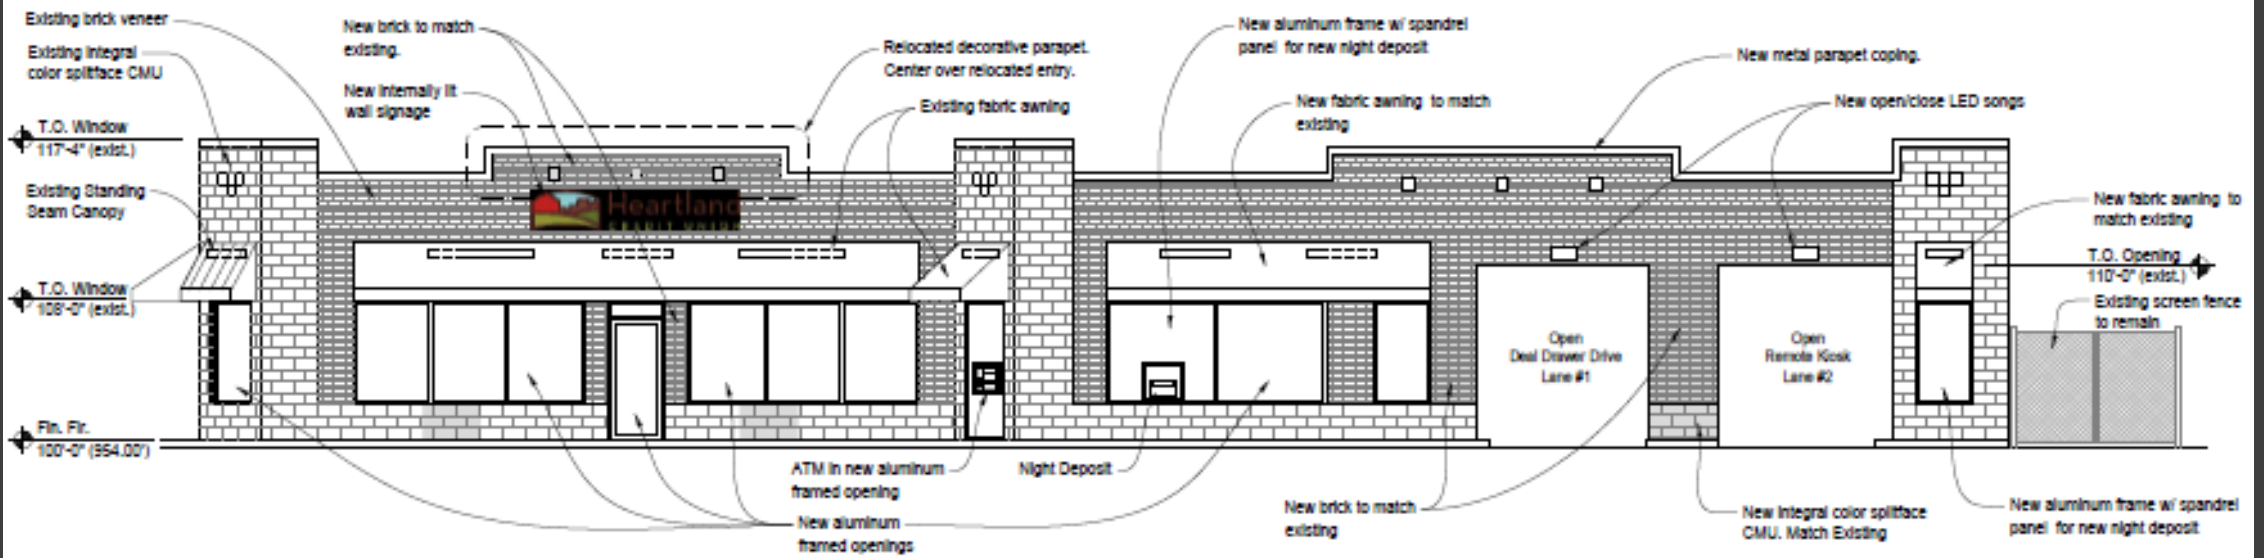 Existing brick veneer
Existing integral
color splitface CMU
T.O. Window
117'-4" (exist.)
Existing Standing
Seam Canopy
T.O. Window
108'-0" (exist.)
Fin. Flr.
100'-0" (954.00')
New brick to match
existing.
New internally lit
wall signage
Relocated decorative parapet.
Center over relocated entry.
Existing fabric awning
Heartland
CREDIT UNION
New aluminum frame w/ spandrel
panel for new night deposit
New fabric awning to match
existing
New metal parapet coping.
New open/close LED songs
New fabric awning to
match existing
T.O. Opening
110'-0" (exist.)
Existing screen fence
to remain
Open
Deal Drawer Drive
Lane #1
Open
Remote Kiosk
Lane #2
ATM in new aluminum
framed opening
Night Deposit
New aluminum
framed openings
New brick to match
existing
New integral color splitface
CMU. Match Existing
New aluminum frame w/ spandrel
panel for new night deposit